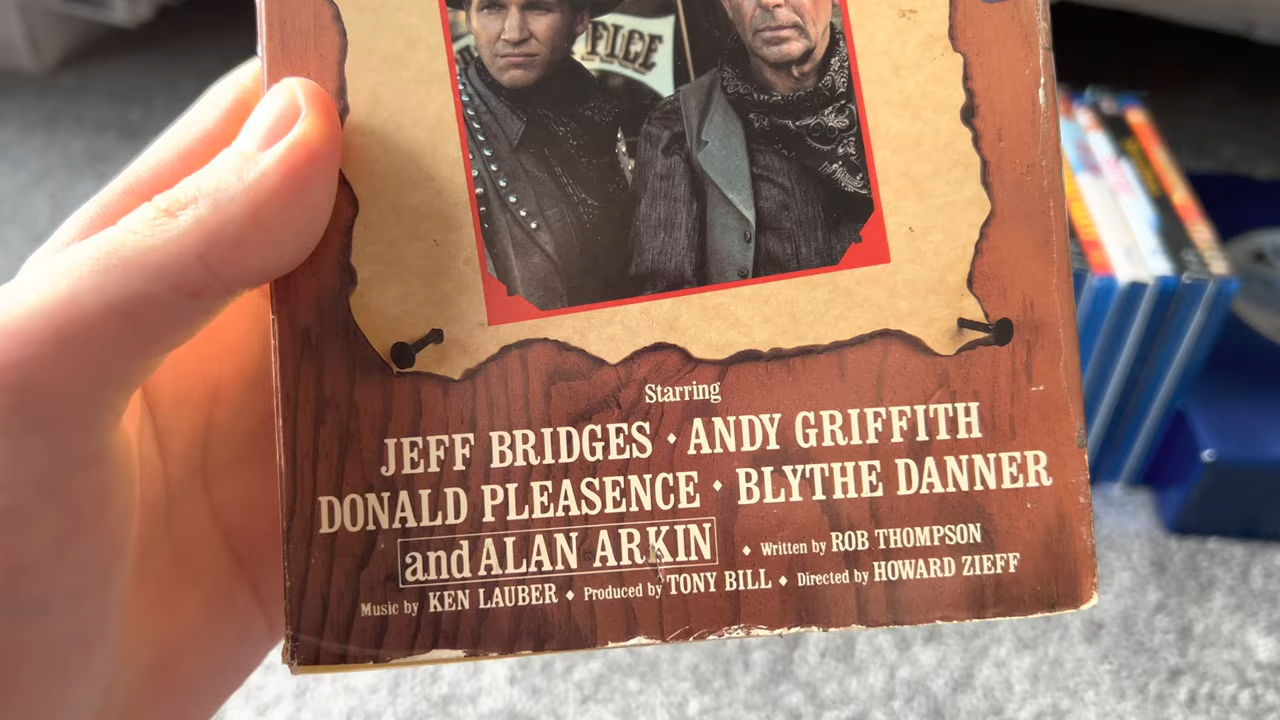 Starring
JEFF BRIDGES • ANDY GRIFFITH
DONALD PLEASENCE • BLYTHE DANNER
and ALAN ARKIN ♦ Written by ROB THOMPSON
Music by KEN LAUBER ♦ Produced by TONY BILL ♦ Directed by HOWARD ZIEFF